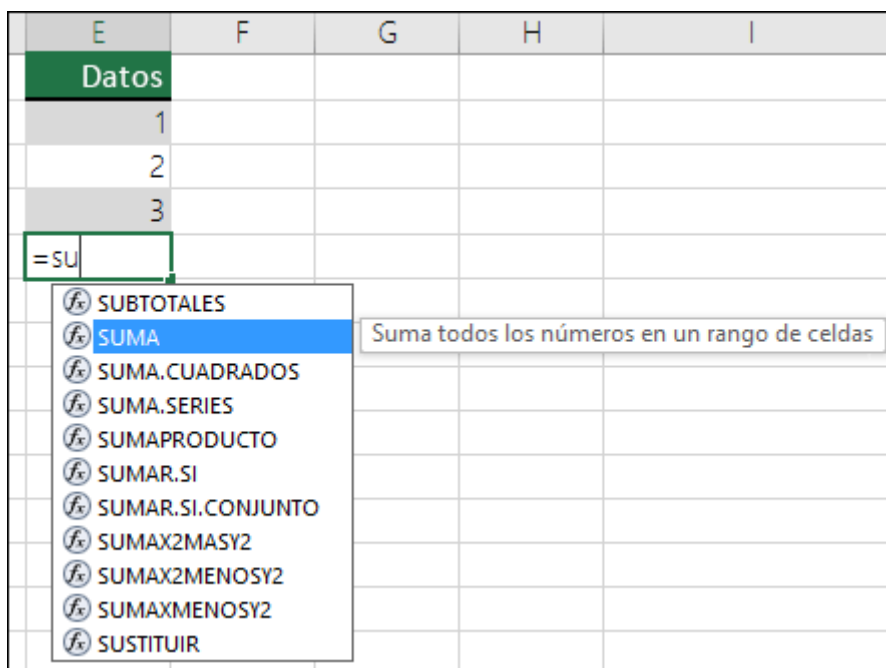 E F G H I
Datos
1
2
3
=su
SUBTOTALES
SUMA Suma todos los números en un rango de celdas
SUMA.CUADRADOS
SUMA.SERIES
SUMAPRODUCTO
SUMAR.SI
SUMAR.SI.CONJUNTO
SUMAX2MASY2
SUMAX2MENOSY2
SUMAXMENOSY2
SUSTITUIR